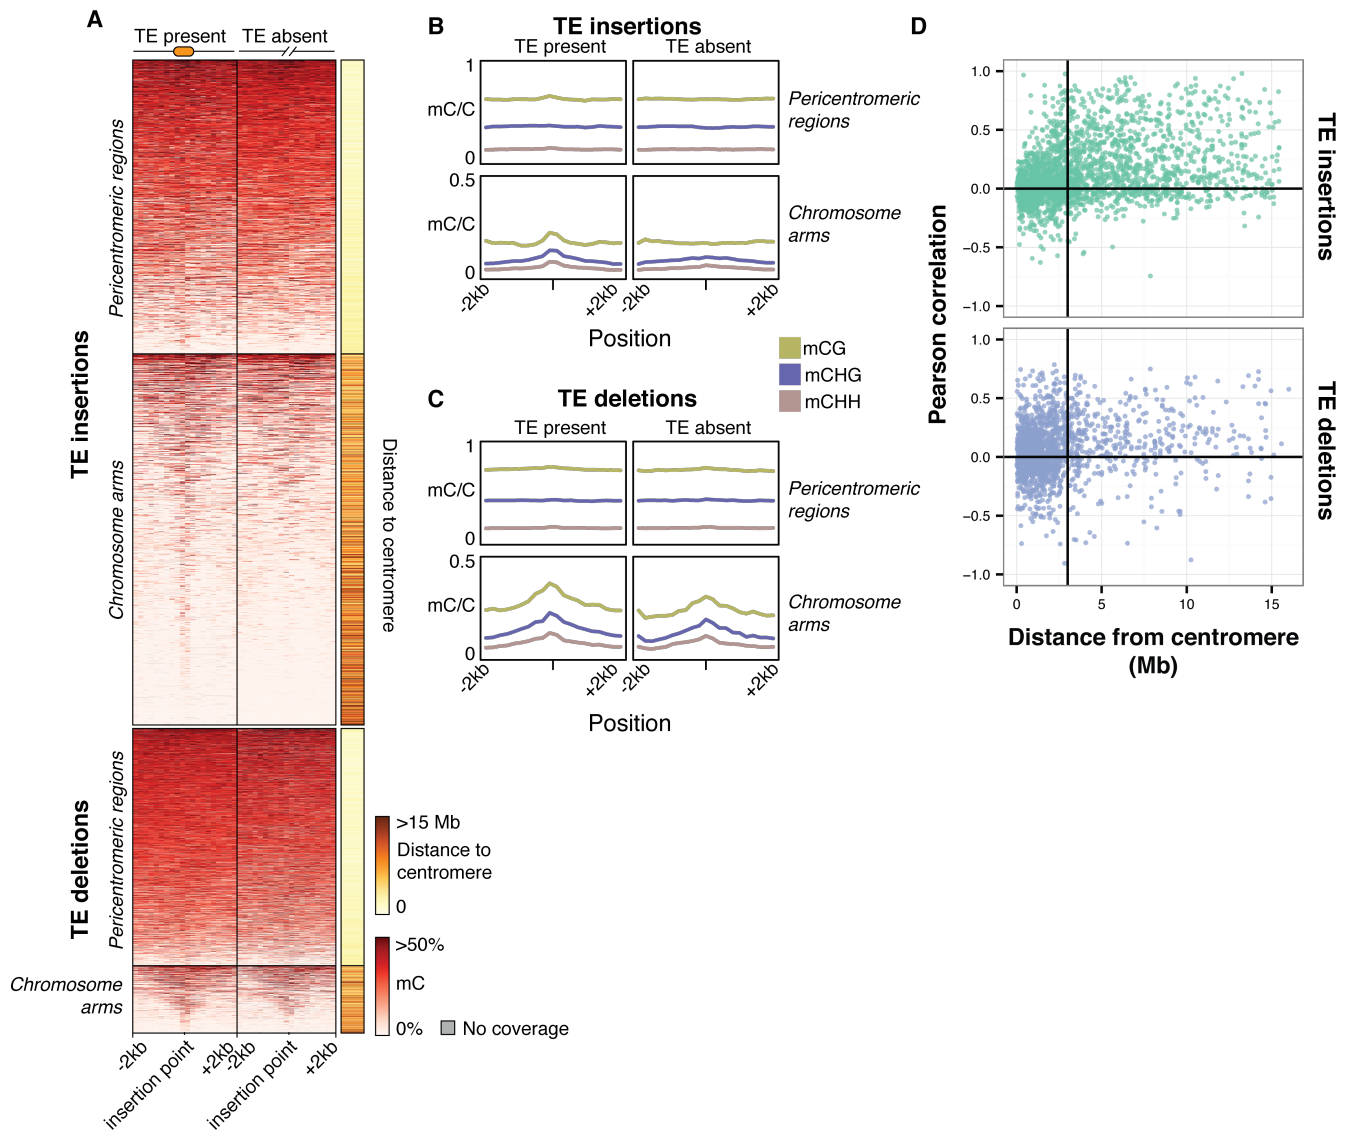 A
TE present
TE absent
TE insertions
Pericentromeric regions
Chromosome arms
TE deletions
Pericentromeric regions
Chromosome
arms
-2kb
insertion point
+2kb
-2kb
insertion point
+2kb
Distance to centromere
>15 Mb
Distance to
centromere
0
>50%
mC
0%
No coverage
B
TE insertions
TE present
TE absent
1
mC/C
0
Pericentromeric
regions
0.5
mC/C
0
Chromosome
arms
-2kb
+2kb
-2kb
+2kb
Position
mCG
mCHG
mCHH
C
TE deletions
TE present
TE absent
1
mC/C
0
Pericentromeric
regions
0.5
mC/C
0
Chromosome
arms
-2kb
+2kb
-2kb
+2kb
Position
D
Pearson correlation
1.0
0.5
0.0
−0.5
−1.0
TE insertions
1.0
0.5
0.0
−0.5
−1.0
TE deletions
0
5
10
15
Distance from centromere
(Mb)